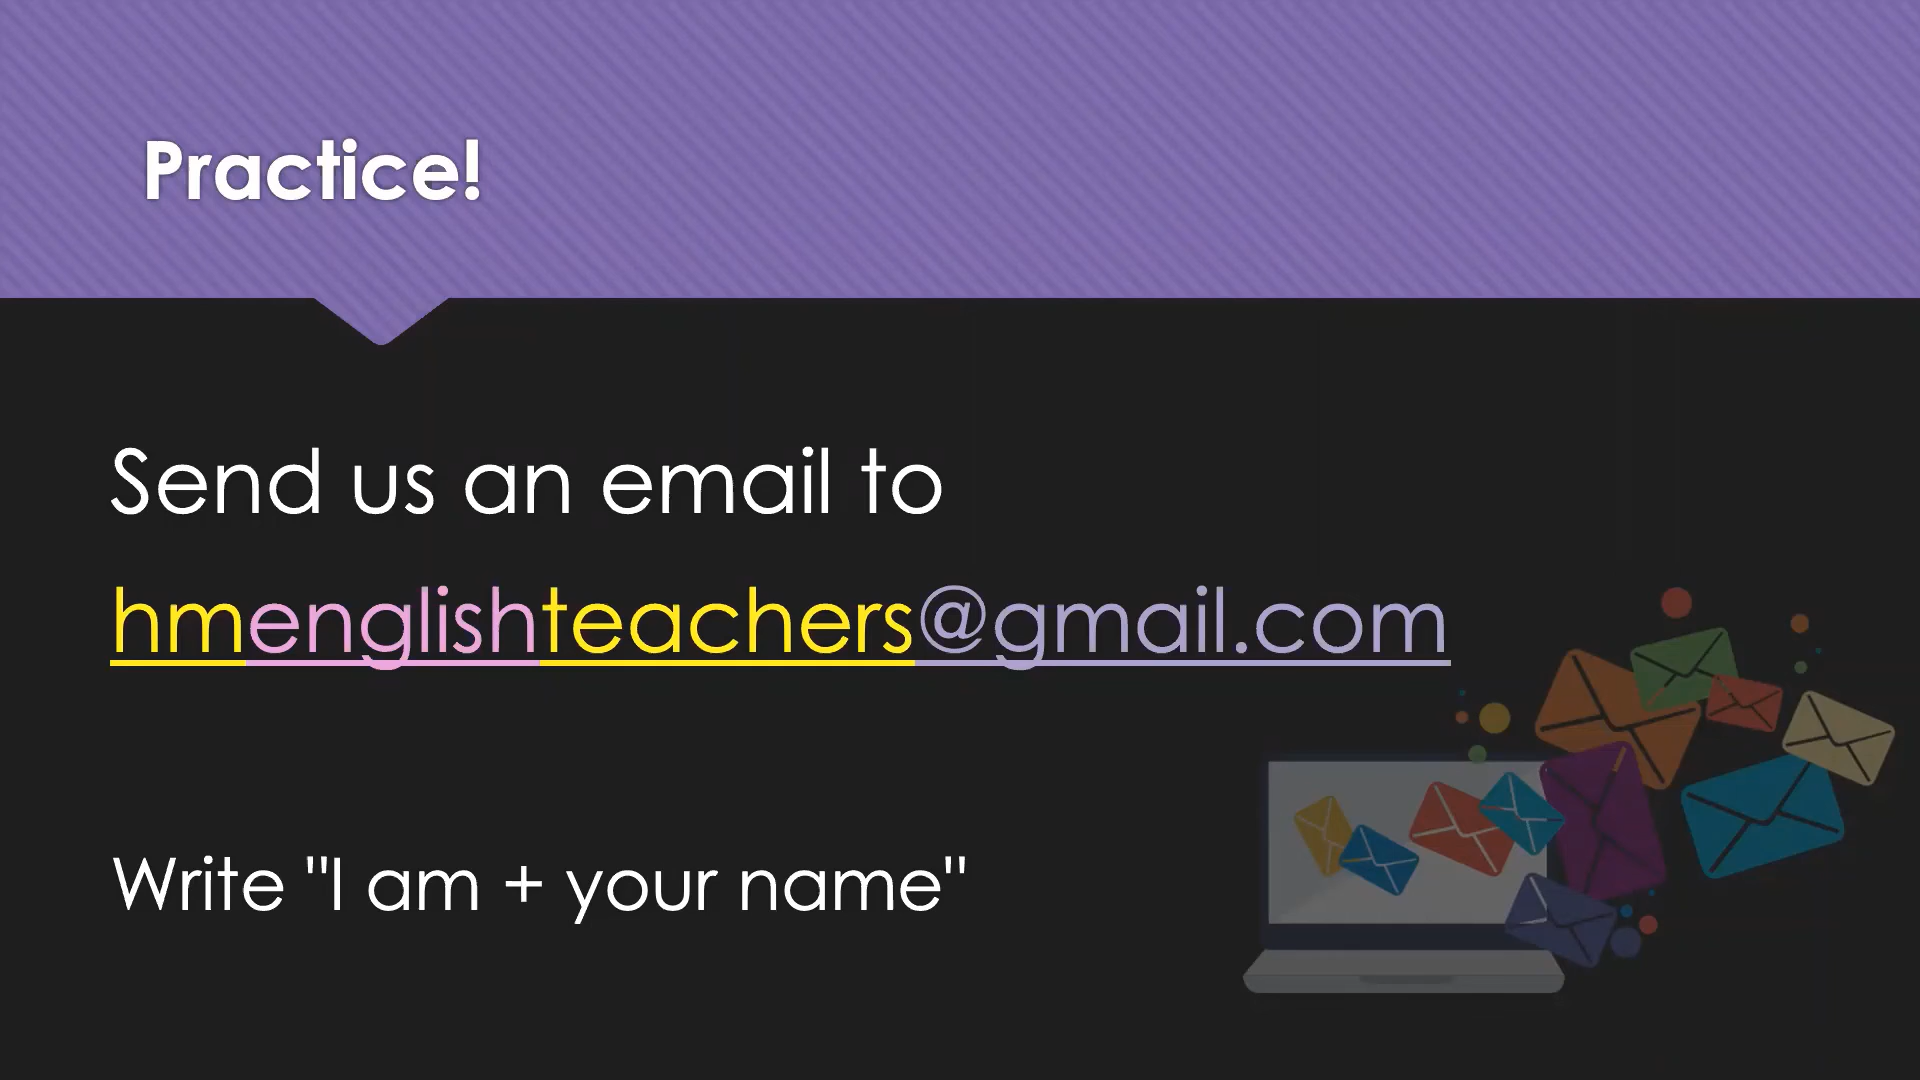 Practice!
Send us an email to
hmenglishteachers@gmail.com
Write "I am + your name"